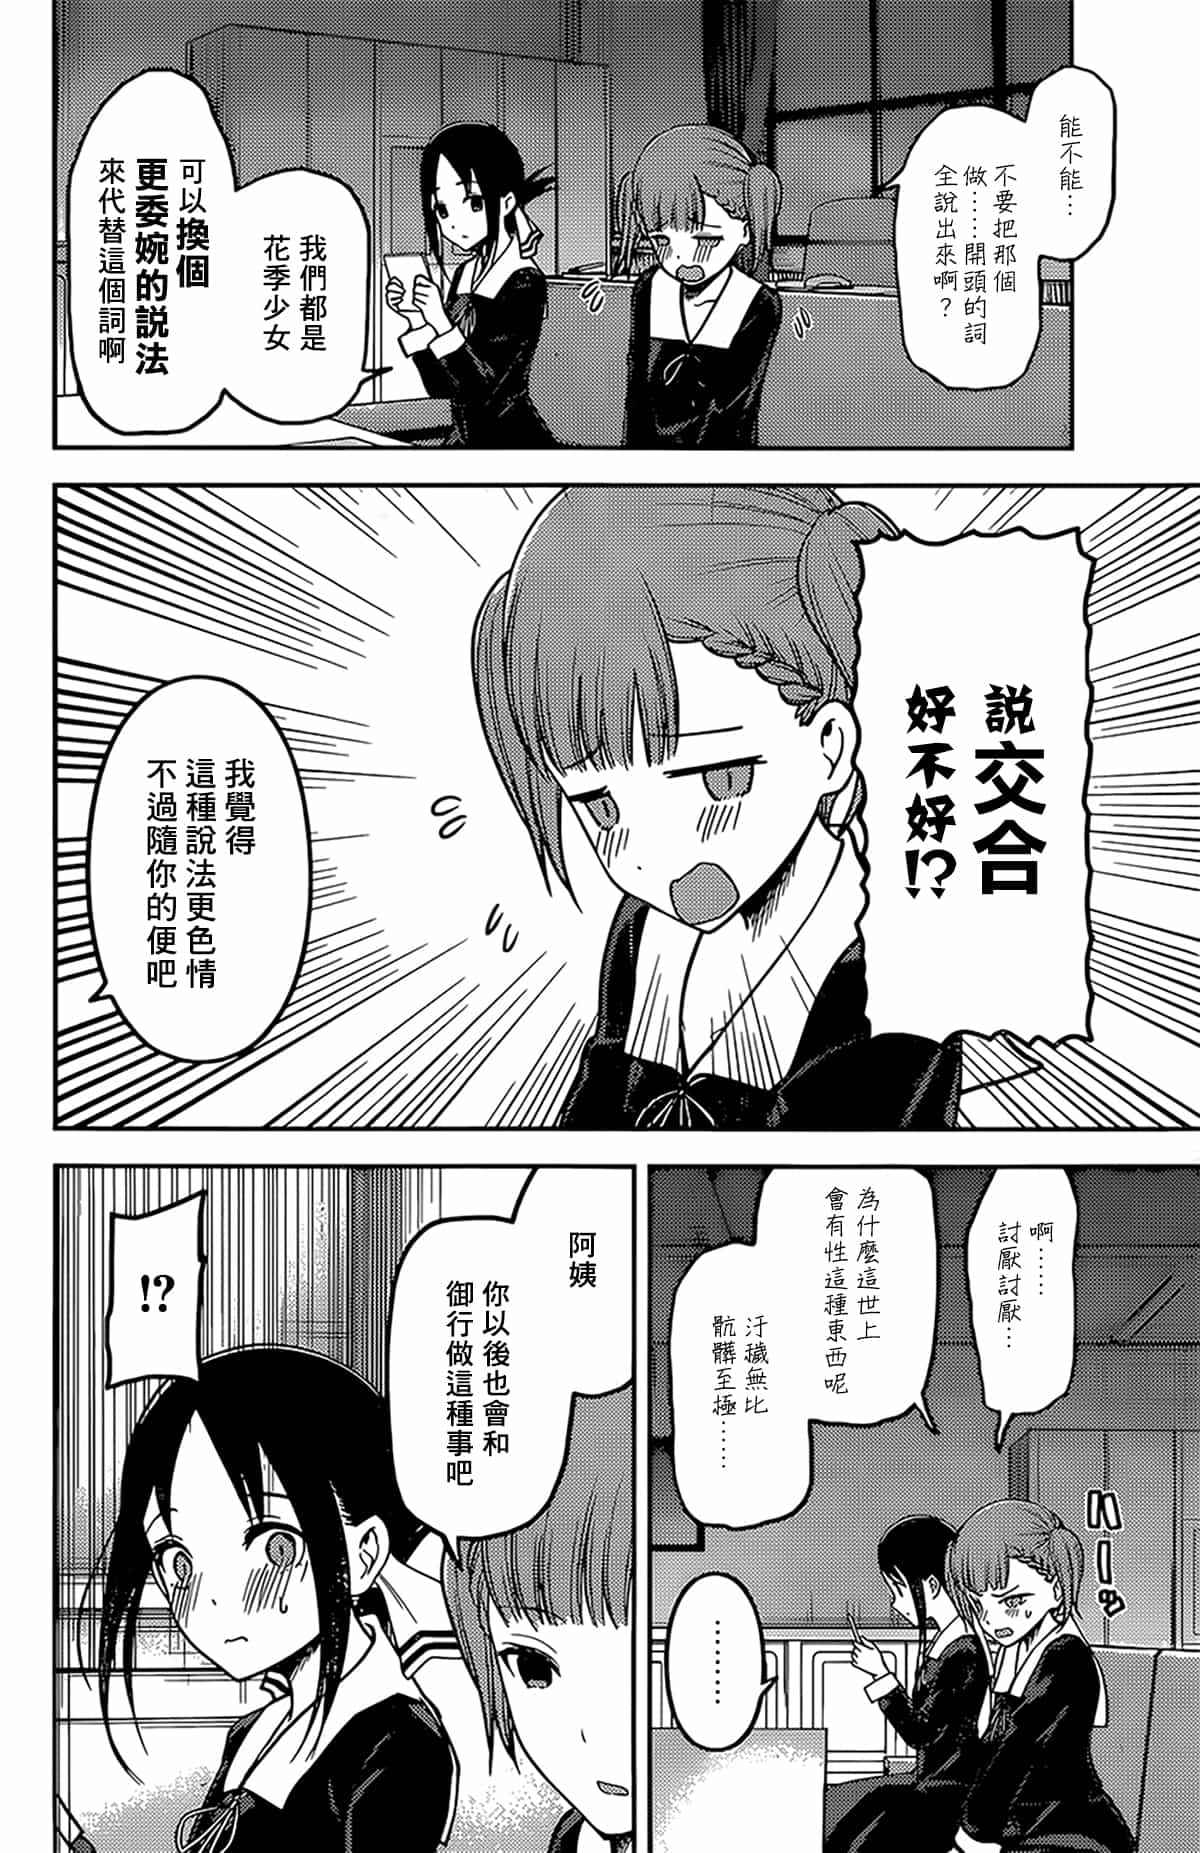 能不能…
不要把那個
做……開頭的詞
全說出來啊？
我們都是
花季少女
可以換個
更委婉的說法
來代替這個詞啊
說交合
好不好!?
我覺得
這種說法更色情
不過隨你的便吧
啊……
討厭討厭…
為什麼這世上
會有性這種東西呢
汙穢無比
骯髒至極……
………
阿姨
你以後也會和
御行做這種事吧
!?